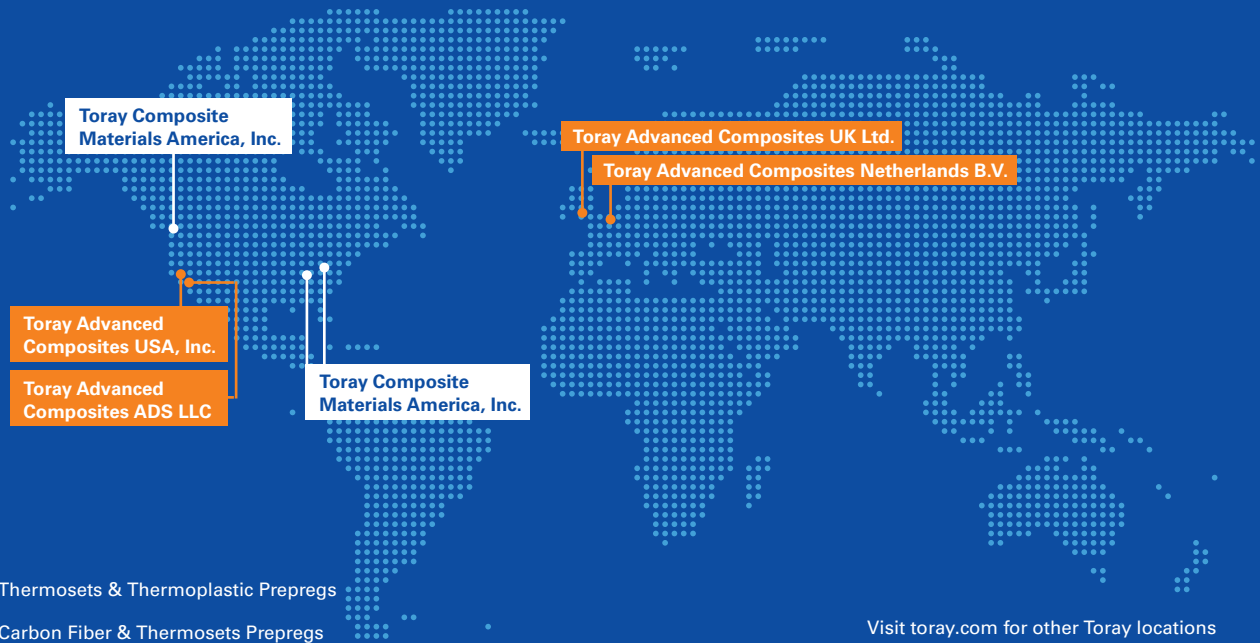 Toray Composite
Materials America, Inc.
Toray Advanced Composites UK Ltd.
Toray Advanced Composites Netherlands B.V.
Toray Advanced
Composites USA, Inc.
Toray Advanced
Composites ADS LLC
Toray Composite
Materials America, Inc.
Thermosets & Thermoplastic Prepregs
Carbon Fiber & Thermosets Prepregs
Visit toray.com for other Toray locations